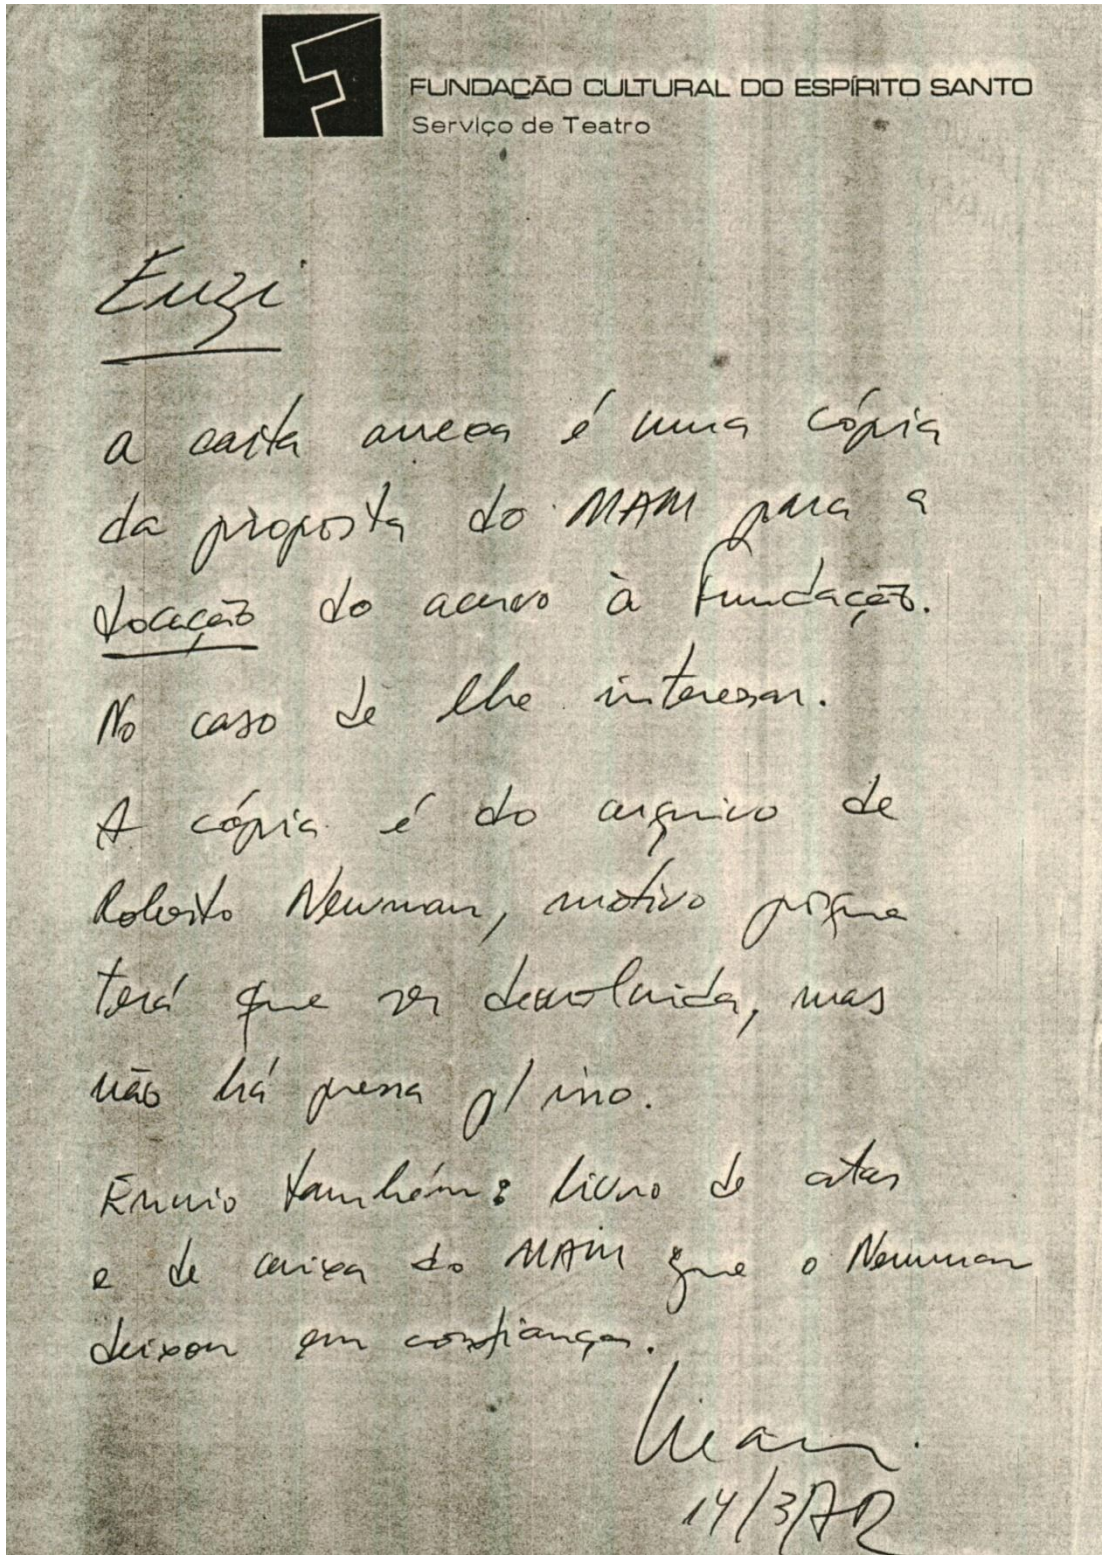 FUNDAÇÃO CULTURAL DO ESPÍRITO SANTO
Serviço de Teatro
Euzi
a carta anexa é uma cópia
da proposta do MAM para a
do acervo à Fundação.
No caso de lhe interessar.
A cópia é do arquivo de
Roberto Newman, motivo porque
terá que ser devolvida, mas
não há pressa p/ isso.
Envio também: livro de atas
e de caixa do MAM que o Newman
deixou em confiança.
14/3/